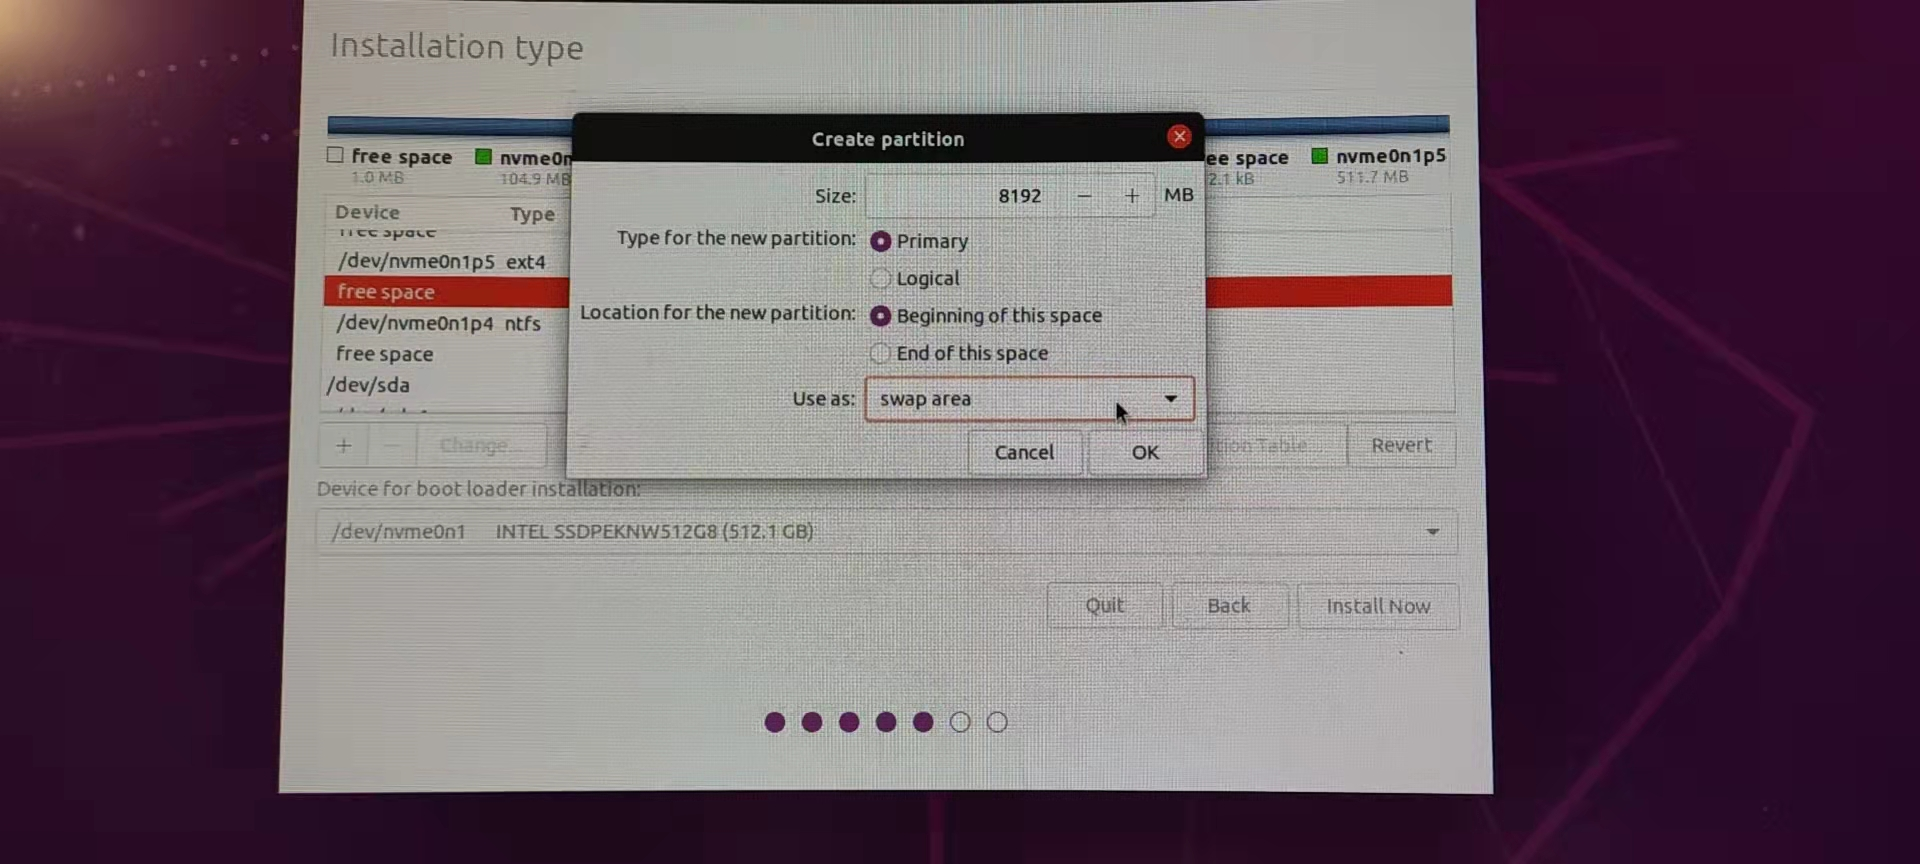 Installation type
Create partition
free space
nvme0n
ee space
nvme0n1p5
1.0 MB
104.9 MB
2.1 kB
511.7 MB
Size:
8192
MB
Device
Type
free space
Type for the new partition:
Primary
/dev/nvme0n1p5 ext4
Logical
free space
Location for the new partition:
Beginning of this space
/dev/nvme0n1p4 ntfs
End of this space
free space
/dev/sda
Use as:
swap area
Change...
Cancel
OK
tion Table...
Revert
Device for boot loader installation:
/dev/nvme0n1 INTEL SSDPEKNW512G8 (512.1 GB)
Quit
Back
Install Now